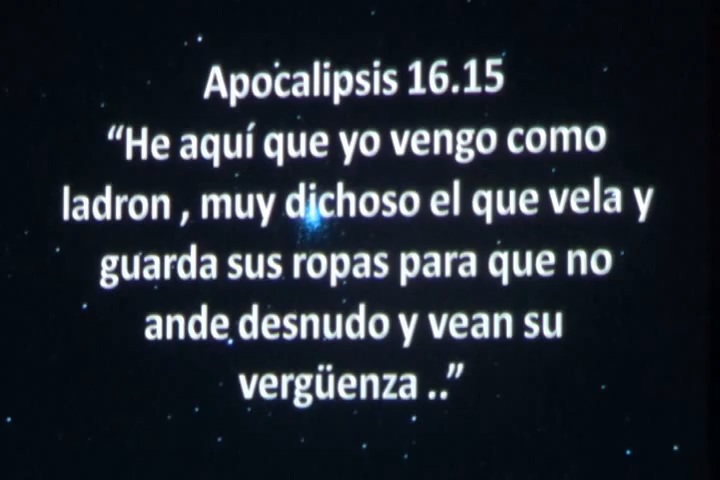 Apocalipsis 16.15
“He aquí que yo vengo como
ladron , muy dichoso el que vela y
guarda sus ropas para que no
ande desnudo y vean su
vergüenza ..”